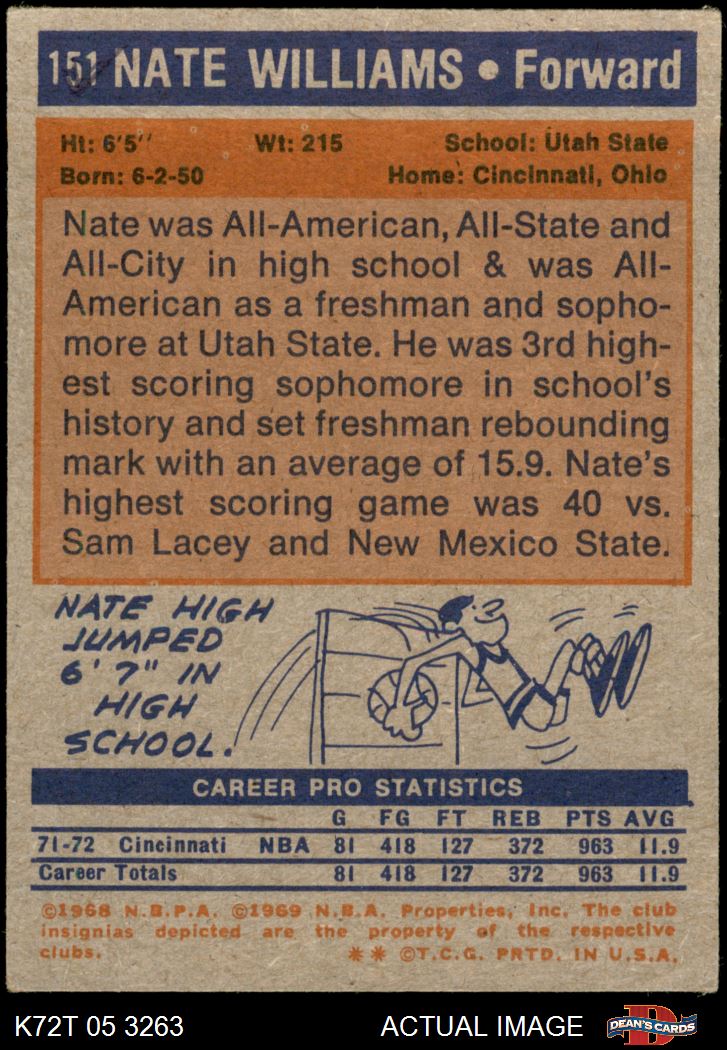 151 NATE WILLIAMS • Forward
Ht: 6'5'' Wt: 215 School: Utah State
Born: 6-2-50 Home: Cincinnati, Ohio
Nate was All-American, All-State and
All-City in high school & was All-
American as a freshman and sopho-
more at Utah State. He was 3rd high-
est scoring sophomore in school's
history and set freshman rebounding
mark with an average of 15.9. Nate's
highest scoring game was 40 vs.
Sam Lacey and New Mexico State.
NATE HIGH
JUMPED
6' 7" IN
HIGH
SCHOOL.
CAREER PRO STATISTICS
G FG FT REB PTS AVG
71-72 Cincinnati NBA 81 418 127 372 963 11.9
Career Totals 81 418 127 372 963 11.9
©1968 N.B.P.A. ©1969 N.B.A. Properties, Inc. The club
insignias depicted are the property of the respective
clubs. ** ©T.C.G. PRTD. IN U.S.A.
K72T 05 3263 ACTUAL IMAGE DEAN'S CARDS